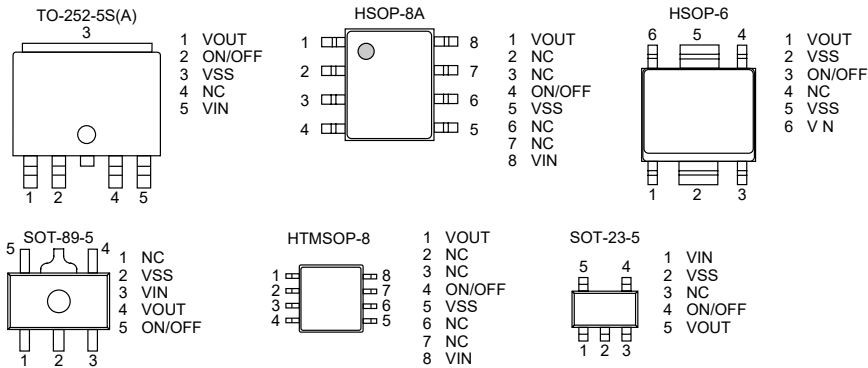 TO-252-5S(A)
3
1 2 4 5
1 VOUT
2 ON/OFF
3 VSS
4 NC
5 VIN
HSOP-8A
1 8
2 7
3 6
4 5
1 VOUT
2 NC
3 NC
4 ON/OFF
5 VSS
6 NC
7 NC
8 VIN
HSOP-6
6 5 4
1 2 3
1 VOUT
2 VSS
3 ON/OFF
4 NC
5 VSS
6 V N
SOT-89-5
5 4
1 2 3
1 NC
2 VSS
3 VIN
4 VOUT
5 ON/OFF
HTMSOP-8
1 8
2 7
3 6
4 5
1 VOUT
2 NC
3 NC
4 ON/OFF
5 VSS
6 NC
7 NC
8 VIN
SOT-23-5
5 4
1 2 3
1 VIN
2 VSS
3 NC
4 ON/OFF
5 VOUT